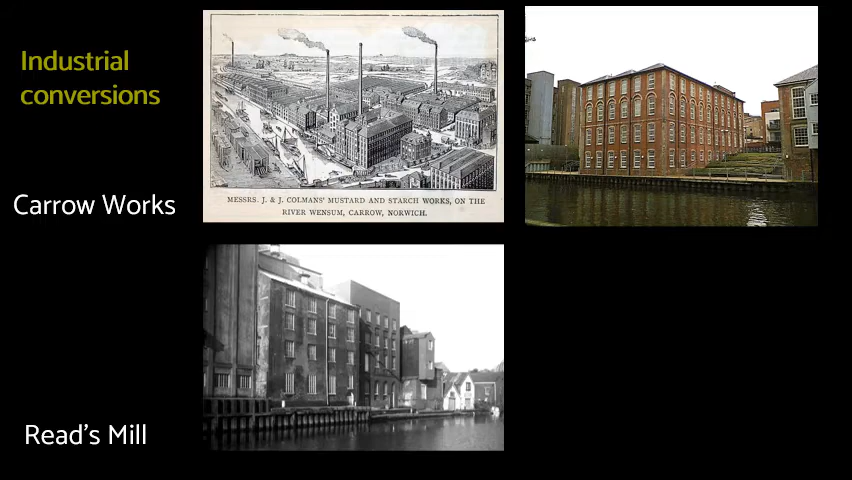 Industrial
conversions
Carrow Works
MESSRS. J. & J. COLMANS' MUSTARD AND STARCH WORKS, ON THE
RIVER WENSUM, CARROW, NORWICH.
Read's Mill